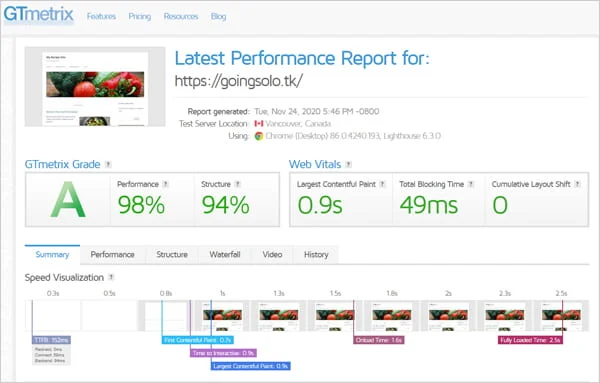 GTmetrix Features Pricing Resources Blog
Latest Performance Report for:
https://goingsolo.tk/
Report generated: Tue, Nov 24, 2020 5:46 PM -0800
Test Server Location: Vancouver, Canada
Using: Chrome (Desktop) 86.0.4240.193, Lighthouse 6.3.0
GTmetrix Grade ? Web Vitals ?
A
Performance ? Structure ? Largest Contentful Paint ? Total Blocking Time ? Cumulative Layout Shift ?
98% 94% 0.9s 49ms 0
Summary Performance Structure Waterfall Video History
Speed Visualization ?
0.3s 0.5s 0.8s 1s 1.3s 1.5s 1.8s 2s 2.3s 2.5s
TTFB: 152ms First Contentful Paint: 0.7s Onload Time: 1.6s Fully Loaded Time: 2.5s
Redirect: 0ms
Connect: 58ms
Backend: 94ms
Time to Interactive: 0.9s
Largest Contentful Paint: 0.9s